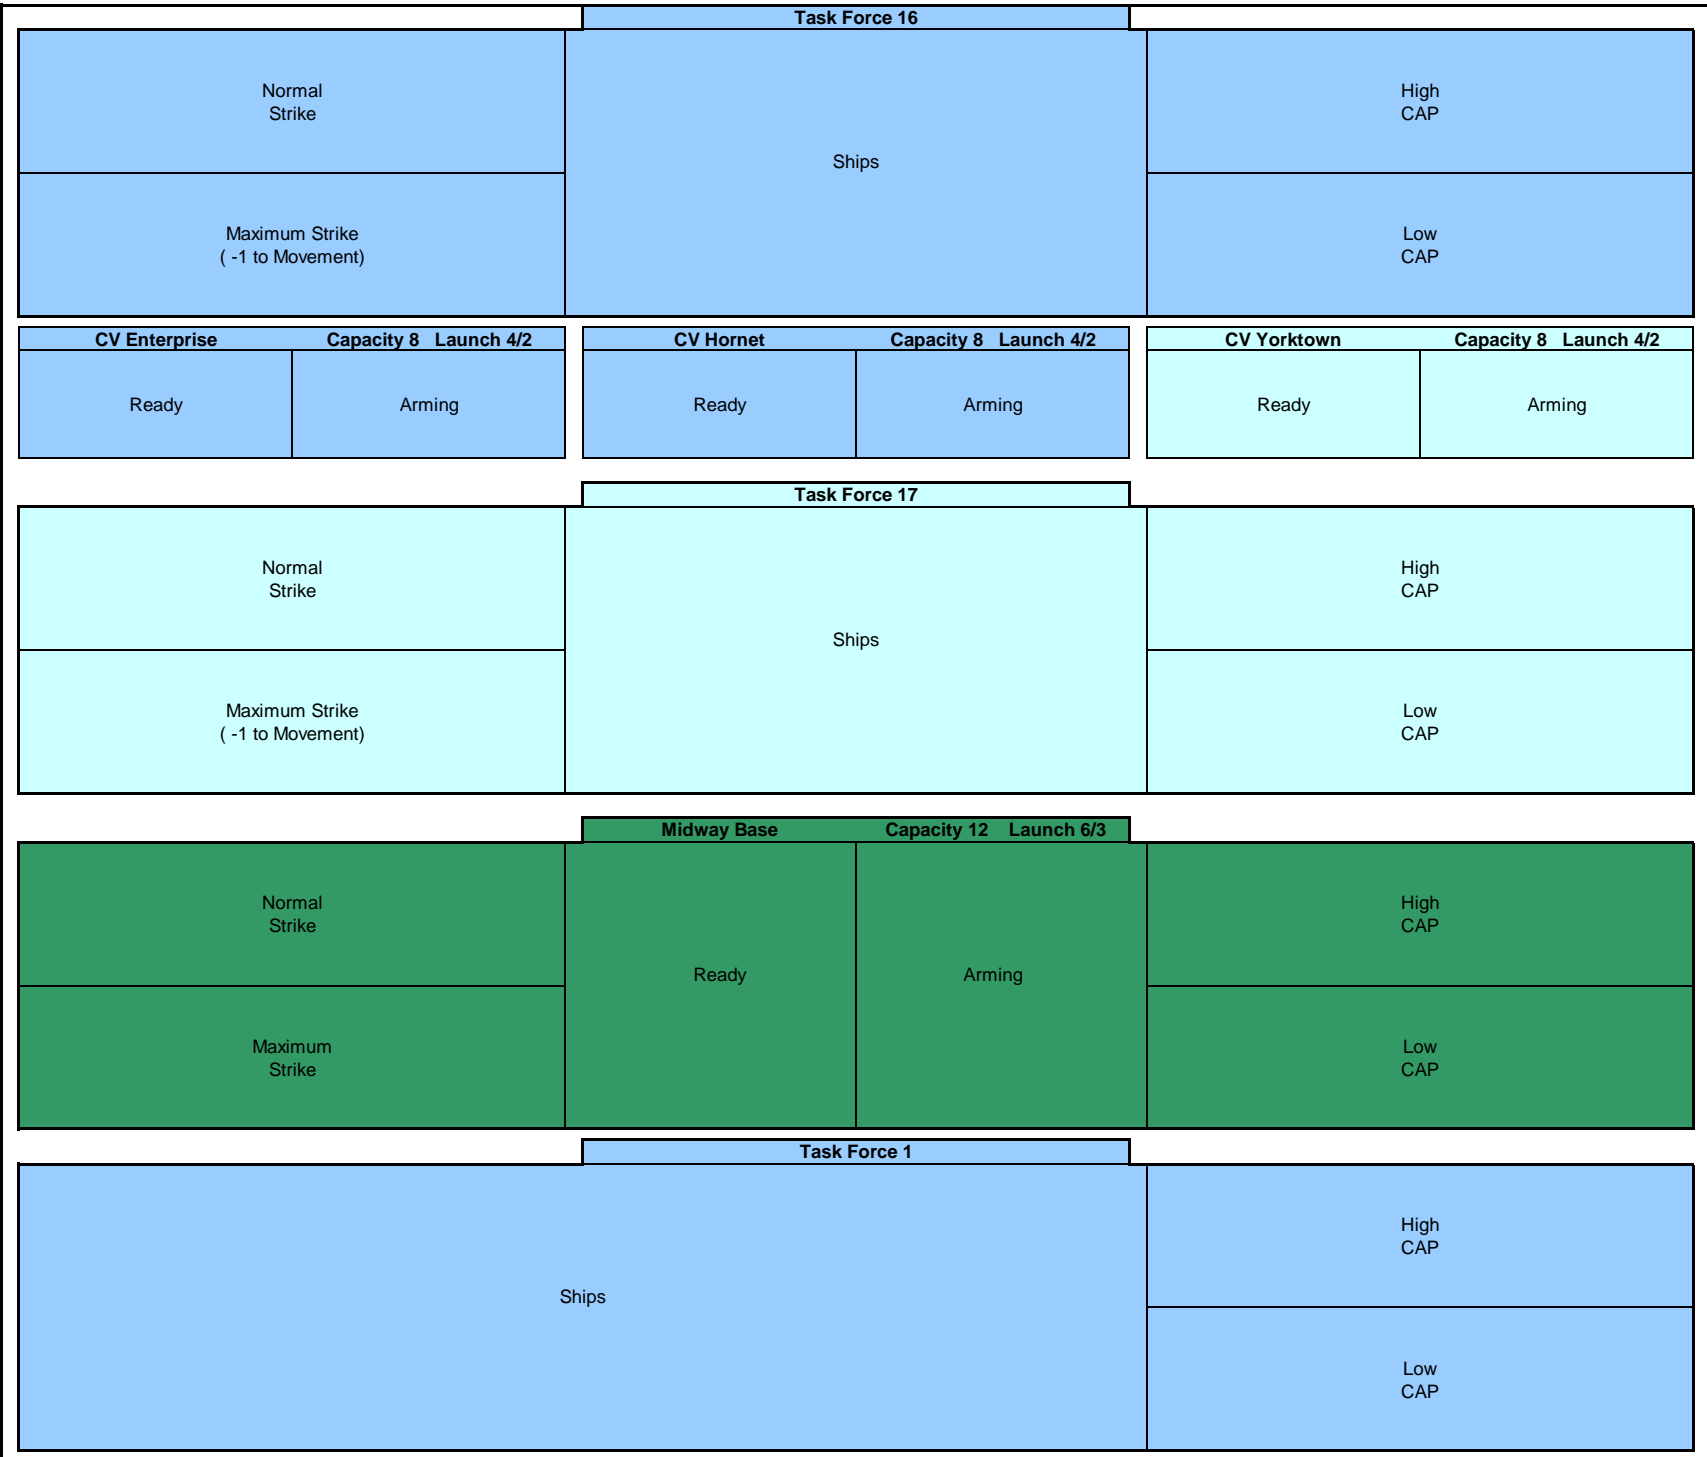 Task Force 16
Normal
Strike
Ships
High
CAP
Maximum Strike
( -1 to Movement)
Low
CAP
CV Enterprise Capacity 8 Launch 4/2
Ready Arming
CV Hornet Capacity 8 Launch 4/2
Ready Arming
CV Yorktown Capacity 8 Launch 4/2
Ready Arming
Task Force 17
Normal
Strike
Ships
High
CAP
Maximum Strike
( -1 to Movement)
Low
CAP
Midway Base Capacity 12 Launch 6/3
Normal
Strike
Ready Arming
High
CAP
Maximum
Strike
Low
CAP
Task Force 1
Ships
High
CAP
Low
CAP